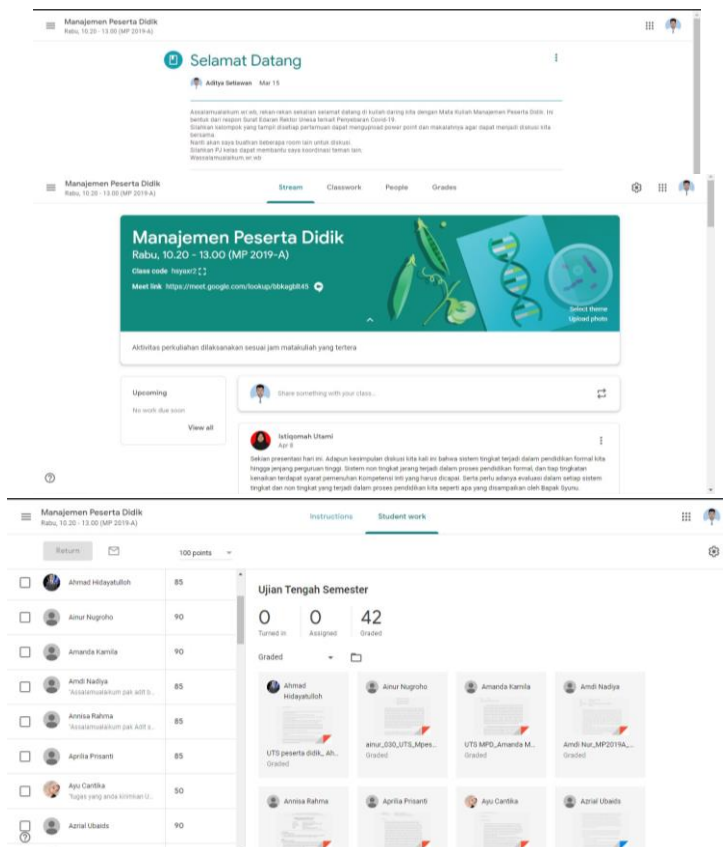 Manajemen Peserta Didik
Rabu, 10.20 - 13.00 (MP 2019-A)
Selamat Datang
Aditya Setiawan Mar 15
Assalamualaikum wr.wb, rekan-rekan sekalian selamat datang di kuliah daring kita dengan Mata Kuliah Manajemen Peserta Didik. Ini
bentuk dari respon Surat Edaran Rektor Unesa terkait Penyebaran Covid-19.
Silahkan kelompok yang tampil disetiap pertemuan dapat mengupload power point dan makalahnya agar dapat menjadi diskusi kita
bersama.
Nanti akan saya buatkan beberapa room lain untuk diskusi.
Silahkan PJ kelas dapat membantu saya koordinasi teman lain.
Wassalamualaikum wr.wb
Manajemen Peserta Didik
Rabu, 10.20 - 13.00 (MP 2019-A)
Stream Classwork People Grades
Manajemen Peserta Didik
Rabu, 10.20 - 13.00 (MP 2019-A)
Class code
Meet link https://meet.google.com/lookup/bbkagblt45
Select theme
Upload photo
Aktivitas perkuliahan dilaksanakan sesuai jam matakuliah yang tertera
Upcoming
No work due soon
View all
Share something with your class...
Istiqomah Utami
Apr 8
Sekian presentasi hari ini. Adapun kesimpulan diskusi kita kali ini bahwa sistem tingkat terjadi dalam pendidikan formal kita
hingga jenjang perguruan tinggi. Sistem non tingkat jarang terjadi dalam proses pendidikan formal, dan tiap tingkatan
kenaikan terdapat syarat pemenuhan Kompetensi inti yang harus dicapai. Serta perlu adanya evaluasi dalam setiap sistem
tingkat dan non tingkat yang terjadi dalam proses pendidikan kita seperti apa yang disampaikan oleh Bapak Syunu.
Manajemen Peserta Didik
Rabu, 10.20 - 13.00 (MP 2019-A)
Instructions Student work
Return 100 points
Ahmad Hidayatulloh 85
Ainur Nugroho 90
Amanda Kamila 90
Amdi Nadiya 85
"Assalamualaikum pak adit b...
Annisa Rahma 85
"Assalamualaikum pak Adit s...
Aprilia Prisanti 85
Ayu Cantika 50
Tugas yang anda kirimkan U...
Azrial Ubaids 90
Ujian Tengah Semester
0 0 42
Turned in Assigned Graded
Graded
Ahmad Hidayatulloh
UTS peserta didik_ Ah...
Graded
Ainur Nugroho
ainur_030_UTS_Mpes...
Graded
Amanda Kamila
UTS MPD_Amanda M...
Graded
Amdi Nadiya
Amdi Nur_MP2019A_...
Graded
Annisa Rahma
Aprilia Prisanti
Ayu Cantika
Azrial Ubaids